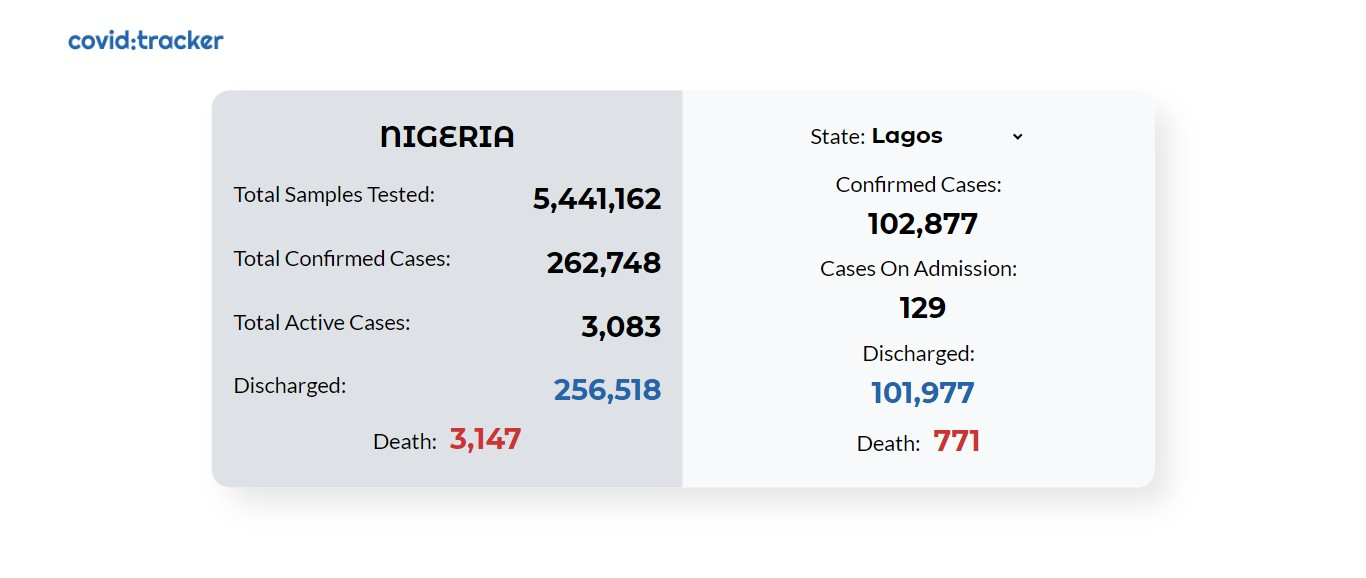 covid:tracker
NIGERIA
Total Samples Tested: 5,441,162
Total Confirmed Cases: 262,748
Total Active Cases: 3,083
Discharged: 256,518
Death: 3,147
State: Lagos
Confirmed Cases:
102,877
Cases On Admission:
129
Discharged:
101,977
Death: 771